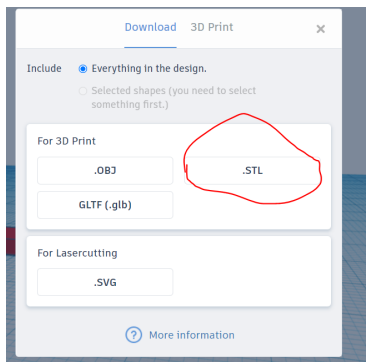 Download 3D Print ×
Include Everything in the design.
Selected shapes (you need to select
something first.)
For 3D Print
.OBJ .STL
GLTF (.glb)
For Lasercutting
.SVG
? More information